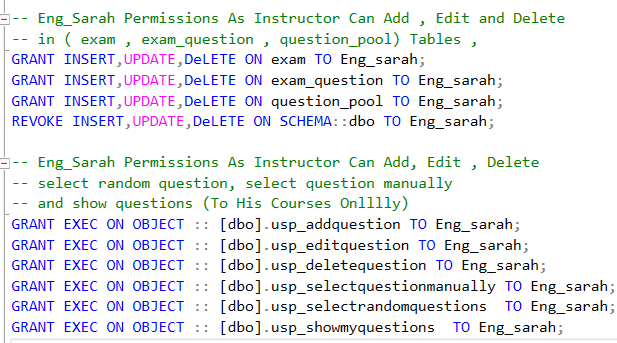 -- Eng_Sarah Permissions As Instructor Can Add , Edit and Delete
-- in ( exam , exam_question , question_pool) Tables ,
GRANT INSERT,UPDATE,DeLETE ON exam TO Eng_sarah;
GRANT INSERT,UPDATE,DeLETE ON exam_question TO Eng_sarah;
GRANT INSERT,UPDATE,DeLETE ON question_pool TO Eng_sarah;
REVOKE INSERT,UPDATE,DeLETE ON SCHEMA::dbo TO Eng_sarah;
-- Eng_Sarah Permissions As Instructor Can Add, Edit , Delete
-- select random question, select question manually
-- and show questions (To His Courses Onlllly)
GRANT EXEC ON OBJECT :: [dbo].usp_addquestion TO Eng_sarah;
GRANT EXEC ON OBJECT :: [dbo].usp_editquestion TO Eng_sarah;
GRANT EXEC ON OBJECT :: [dbo].usp_deletequestion TO Eng_sarah;
GRANT EXEC ON OBJECT :: [dbo].usp_selectquestionmanually TO Eng_sarah;
GRANT EXEC ON OBJECT :: [dbo].usp_selectrandomquestions  TO Eng_sarah;
GRANT EXEC ON OBJECT :: [dbo].usp_showmyquestions  TO Eng_sarah;